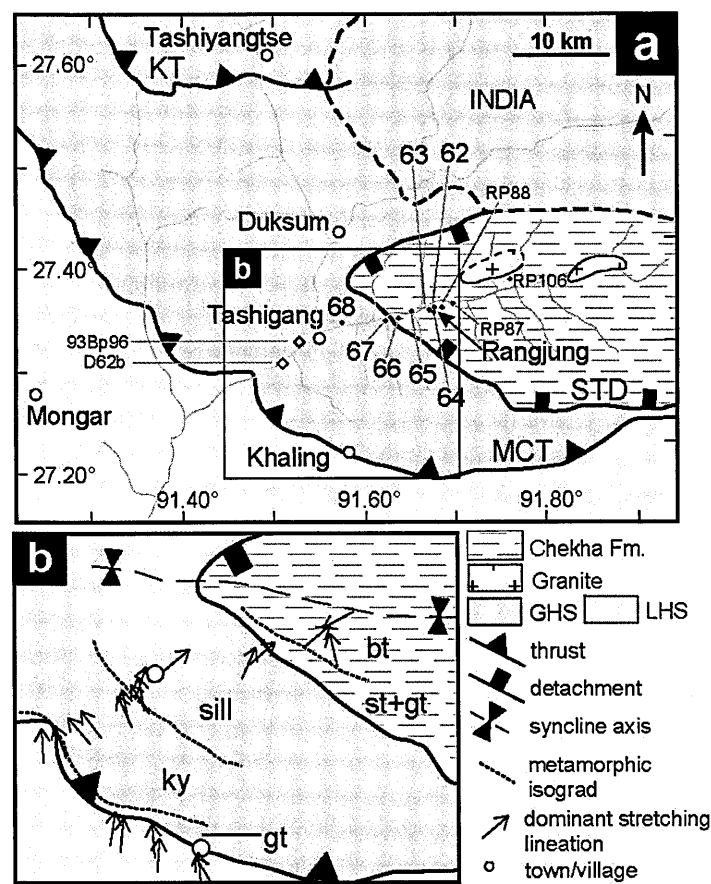 Tashiyangtse
KT
10 km
a
27.60°
INDIA
N
63
62
RP88
Duksum
27.40°
b
RP106
68
Tashigang
93Bp96
RP87
D62b
67
66
65
Rangjung
64
STD
Mongar
MCT
Khaling
27.20°
91.40°
91.60°
91.80°
b
bt
sill
st+gt
ky
gt
Chekha Fm.
Granite
GHS
LHS
thrust
detachment
syncline axis
metamorphic
isograd
dominant stretching
lineation
town/village